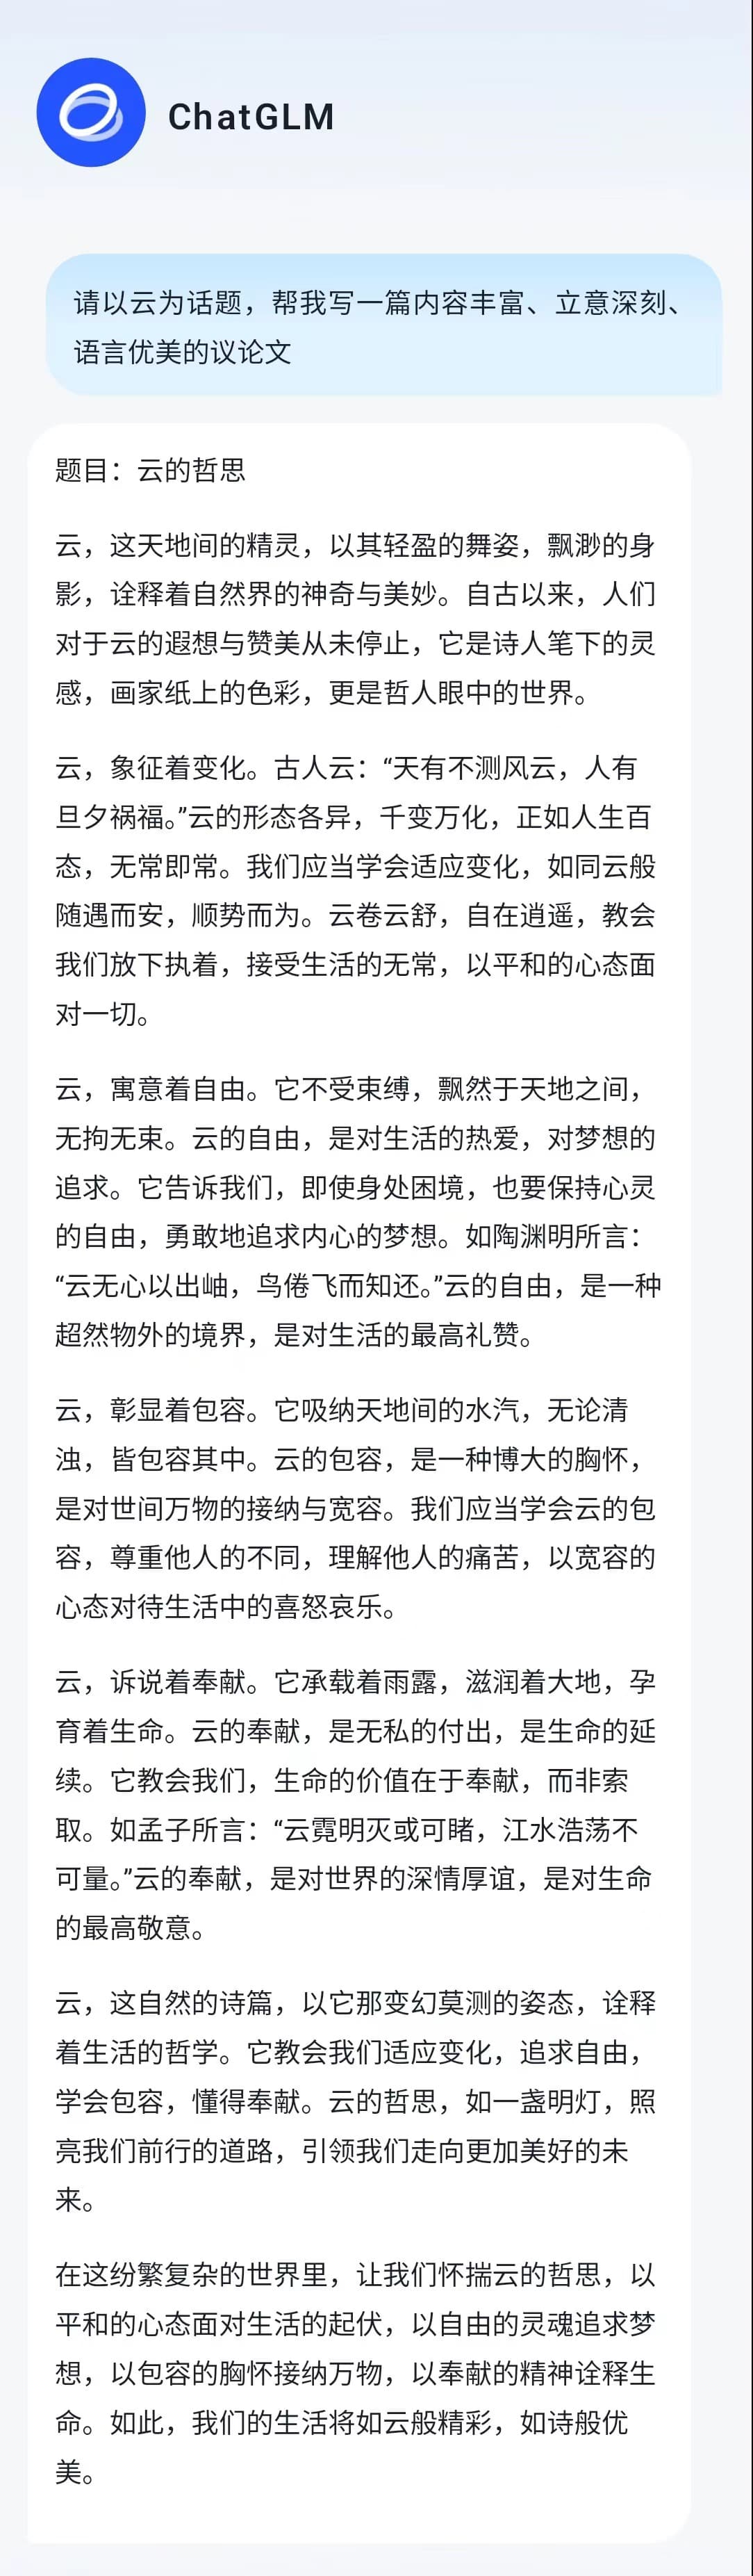 ChatGLM
请以云为话题，帮我写一篇内容丰富、立意深刻、
语言优美的议论文
题目：云的哲思
云，这天地间的精灵，以其轻盈的舞姿，飘渺的身
影，诠释着自然界的神奇与美妙。自古以来，人们
对于云的遐想与赞美从未停止，它是诗人笔下的灵
感，画家纸上的色彩，更是哲人眼中的世界。
云，象征着变化。古人云：“天有不测风云，人有
旦夕祸福。”云的形态各异，千变万化，正如人生百
态，无常即常。我们应当学会适应变化，如同云般
随遇而安，顺势而为。云卷云舒，自在逍遥，教会
我们放下执着，接受生活的无常，以平和的心态面
对一切。
云，寓意着自由。它不受束缚，飘然于天地之间，
无拘无束。云的自由，是对生活的热爱，对梦想的
追求。它告诉我们，即使身处困境，也要保持心灵
的自由，勇敢地追求内心的梦想。如陶渊明所言：
“云无心以出岫，鸟倦飞而知还。”云的自由，是一种
超然物外的境界，是对生活的最高礼赞。
云，彰显着包容。它吸纳天地间的水汽，无论清
浊，皆包容其中。云的包容，是一种博大的胸怀，
是对世间万物的接纳与宽容。我们应当学会云的包
容，尊重他人的不同，理解他人的痛苦，以宽容的
心态对待生活中的喜怒哀乐。
云，诉说着奉献。它承载着雨露，滋润着大地，孕
育着生命。云的奉献，是无私的付出，是生命的延
续。它教会我们，生命的价值在于奉献，而非索
取。如孟子所言：“云霓明灭或可睹，江水浩荡不
可量。”云的奉献，是对世界的深情厚谊，是对生命
的最高敬意。
云，这自然的诗篇，以它那变幻莫测的姿态，诠释
着生活的哲学。它教会我们适应变化，追求自由，
学会包容，懂得奉献。云的哲思，如一盏明灯，照
亮我们前行的道路，引领我们走向更加美好的未
来。
在这纷繁复杂的世界里，让我们怀揣云的哲思，以
平和的心态面对生活的起伏，以自由的灵魂追求梦
想，以包容的胸怀接纳万物，以奉献的精神诠释生
命。如此，我们的生活将如云般精彩，如诗般优
美。